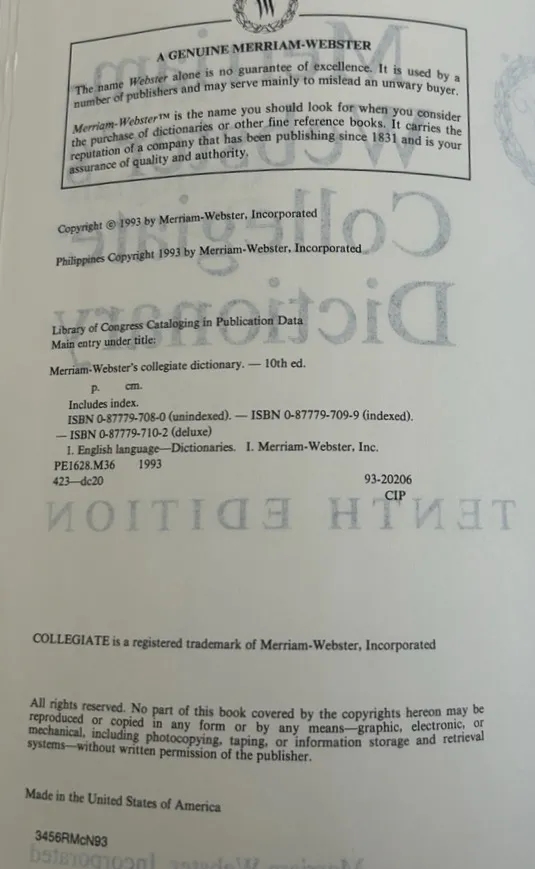 A GENUINE MERRIAM-WEBSTER
The name Webster alone is no guarantee of excellence. It is used by a
number of publishers and may serve mainly to mislead an unwary buyer.
Merriam-Webster™ is the name you should look for when you consider
the purchase of dictionaries or other fine reference books. It carries the
reputation of a company that has been publishing since 1831 and is your
assurance of quality and authority.
Copyright © 1993 by Merriam-Webster, Incorporated
Philippines Copyright 1993 by Merriam-Webster, Incorporated
Library of Congress Cataloging in Publication Data
Main entry under title:
Merriam-Webster's collegiate dictionary. — 10th ed.
p. cm.
Includes index.
ISBN 0-87779-708-0 (unindexed). — ISBN 0-87779-709-9 (indexed).
— ISBN 0-87779-710-2 (deluxe)
1. English language—Dictionaries. I. Merriam-Webster, Inc.
PE1628.M36 1993
423—dc20 93-20206
CIP
COLLEGIATE is a registered trademark of Merriam-Webster, Incorporated
All rights reserved. No part of this book covered by the copyrights hereon may be
reproduced or copied in any form or by any means—graphic, electronic, or
mechanical, including photocopying, taping, or information storage and retrieval
systems—without written permission of the publisher.
Made in the United States of America
3456RMcN93